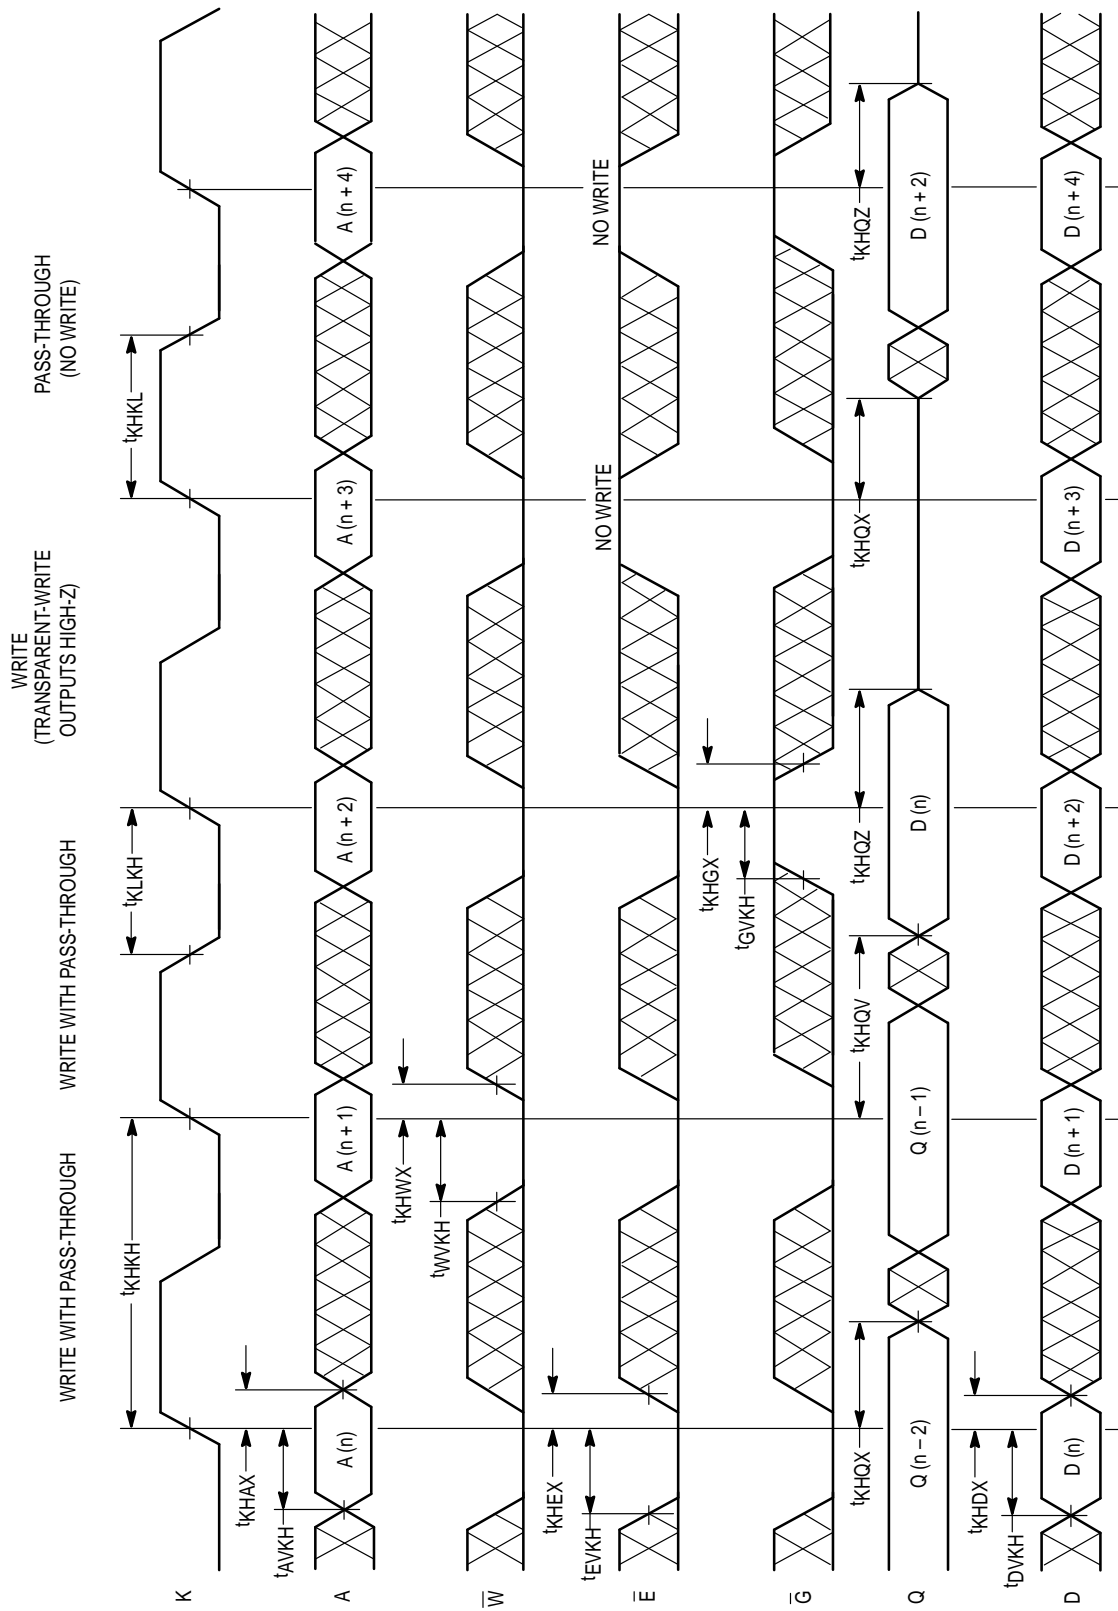 WRITE WITH PASS-THROUGH
WRITE WITH PASS-THROUGH
WRITE
(TRANSPARENT-WRITE
OUTPUTS HIGH-Z)
PASS-THROUGH
(NO WRITE)
K
tKHKH
tKLKH
tKHKL
A
tKHAX
tAVKH
A (n)
A (n + 1)
A (n + 2)
A (n + 3)
A (n + 4)
W
tKHWX
tWVKH
E
tKHEX
tEVKH
NO WRITE
NO WRITE
G
tKHGX
tGVKH
Q
tKHQX
tKHQV
tKHQZ
tKHQX
tKHQZ
Q (n – 2)
Q (n – 1)
D (n)
D (n + 2)
D
tKHDX
tDVKH
D (n)
D (n + 1)
D (n + 2)
D (n + 3)
D (n + 4)